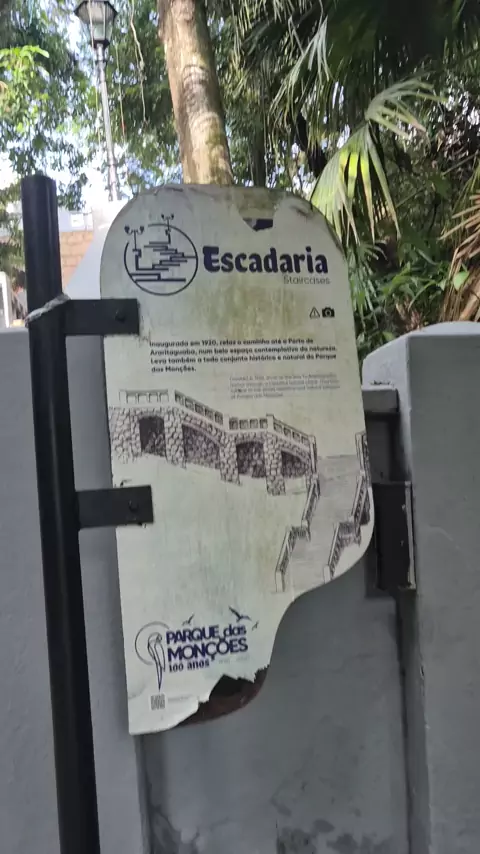 Escadaria
Staircases
Inaugurada em 1920, refaz o caminho até o Porto de
Araritaguaba, num belo espaço contemplativo da natureza.
Leva também a todo conjunto histórico e natural do Parque
das Monções.
PARQUE das
MONÇÕES
100 anos